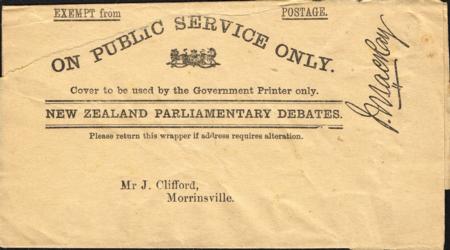 EXEMPT from POSTAGE.
ON PUBLIC SERVICE ONLY.
Cover to be used by the Government Printer only.
NEW ZEALAND PARLIAMENTARY DEBATES.
Please return this wrapper if address requires alteration.
Mr J. Clifford,
Morrinsville.
J. Mackay